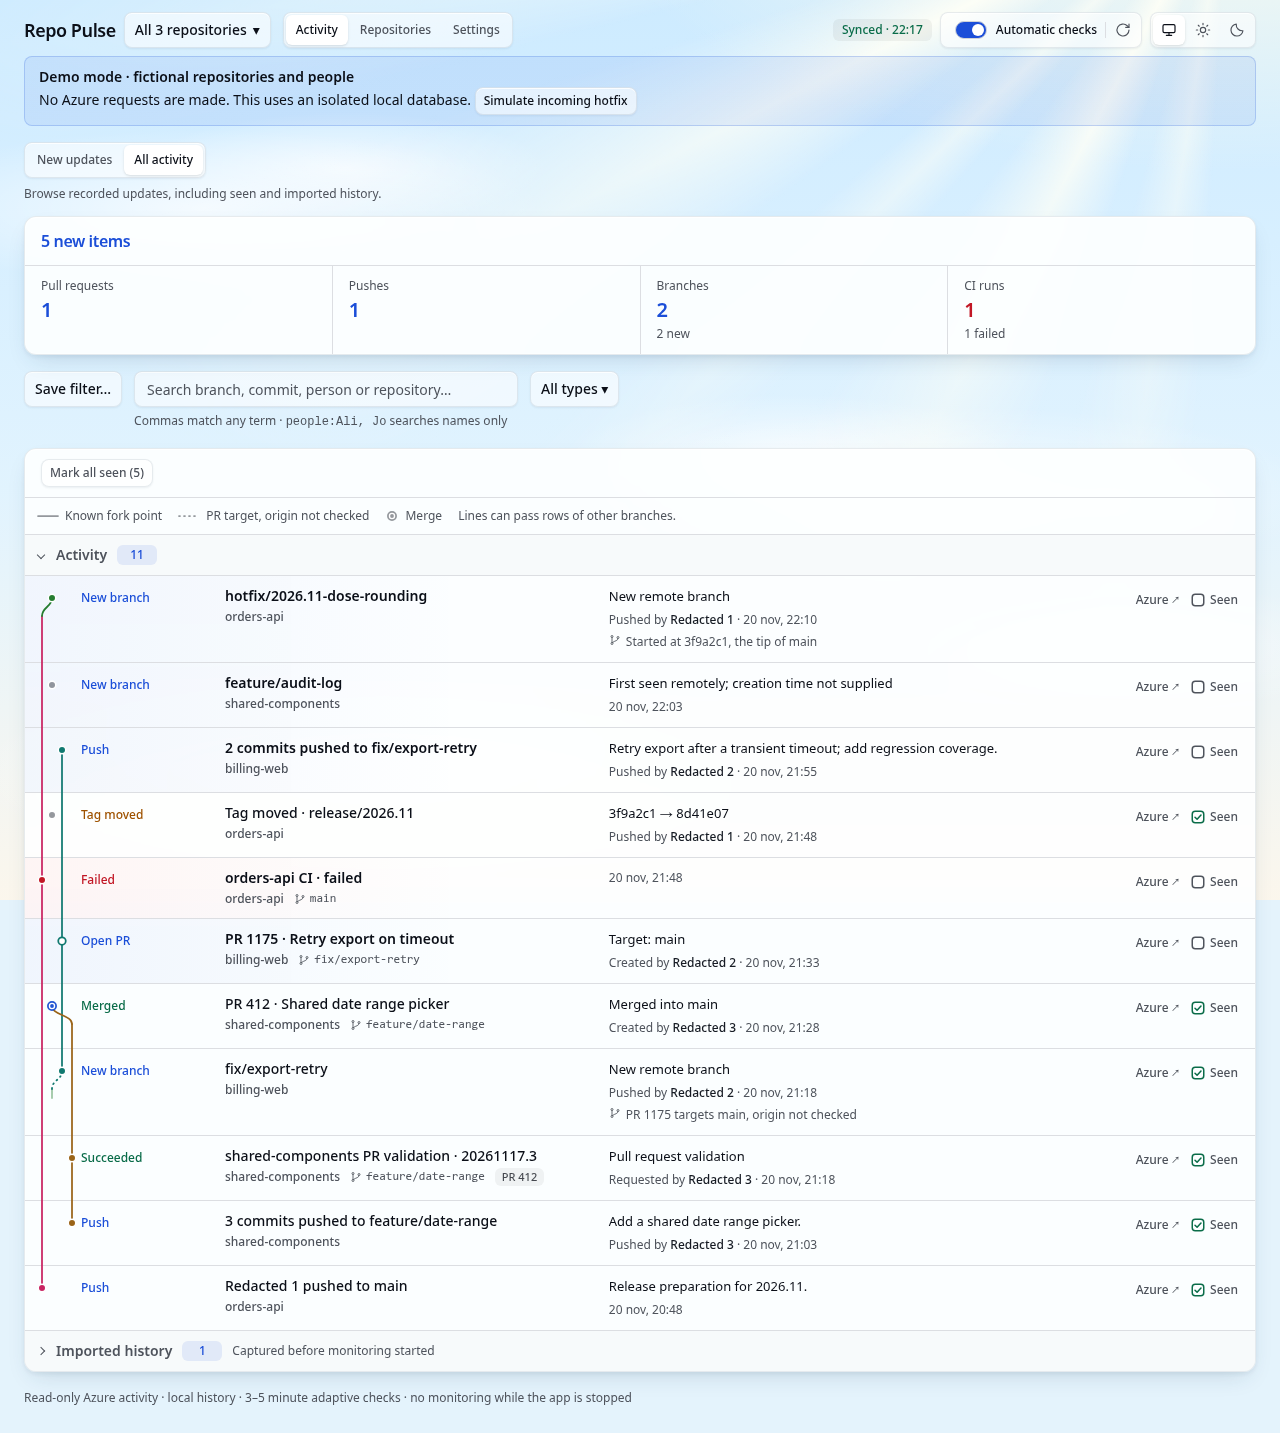 Repo Pulse
All 3 repositories ▾
Activity
Repositories
Settings
Synced · 22:17
Automatic checks
Demo mode · fictional repositories and people
No Azure requests are made. This uses an isolated local database.
Simulate incoming hotfix
New updates
All activity
Browse recorded updates, including seen and imported history.
5 new items
Pull requests
1
Pushes
1
Branches
2
2 new
CI runs
1
1 failed
Save filter...
Search branch, commit, person or repository...
All types ▾
Commas match any term · people:Ali, Jo searches names only
Mark all seen (5)
Known fork point
PR target, origin not checked
Merge
Lines can pass rows of other branches.
Activity 11
New branch
hotfix/2026.11-dose-rounding
orders-api
New remote branch
Pushed by Redacted 1 · 20 nov, 22:10
Started at 3f9a2c1, the tip of main
Azure ↗ Seen
New branch
feature/audit-log
shared-components
First seen remotely; creation time not supplied
20 nov, 22:03
Azure ↗ Seen
Push
2 commits pushed to fix/export-retry
billing-web
Retry export after a transient timeout; add regression coverage.
Pushed by Redacted 2 · 20 nov, 21:55
Azure ↗ Seen
Tag moved
Tag moved · release/2026.11
orders-api
3f9a2c1 → 8d41e07
Pushed by Redacted 1 · 20 nov, 21:48
Azure ↗ Seen
Failed
orders-api CI · failed
orders-api main
20 nov, 21:48
Azure ↗ Seen
Open PR
PR 1175 · Retry export on timeout
billing-web fix/export-retry
Target: main
Created by Redacted 2 · 20 nov, 21:33
Azure ↗ Seen
Merged
PR 412 · Shared date range picker
shared-components feature/date-range
Merged into main
Created by Redacted 3 · 20 nov, 21:28
Azure ↗ Seen
New branch
fix/export-retry
billing-web
New remote branch
Pushed by Redacted 2 · 20 nov, 21:18
PR 1175 targets main, origin not checked
Azure ↗ Seen
Succeeded
shared-components PR validation · 20261117.3
shared-components feature/date-range PR 412
Pull request validation
Requested by Redacted 3 · 20 nov, 21:18
Azure ↗ Seen
Push
3 commits pushed to feature/date-range
shared-components
Add a shared date range picker.
Pushed by Redacted 3 · 20 nov, 21:03
Azure ↗ Seen
Push
Redacted 1 pushed to main
orders-api
Release preparation for 2026.11.
20 nov, 20:48
Azure ↗ Seen
Imported history 1 Captured before monitoring started
Read-only Azure activity · local history · 3–5 minute adaptive checks · no monitoring while the app is stopped